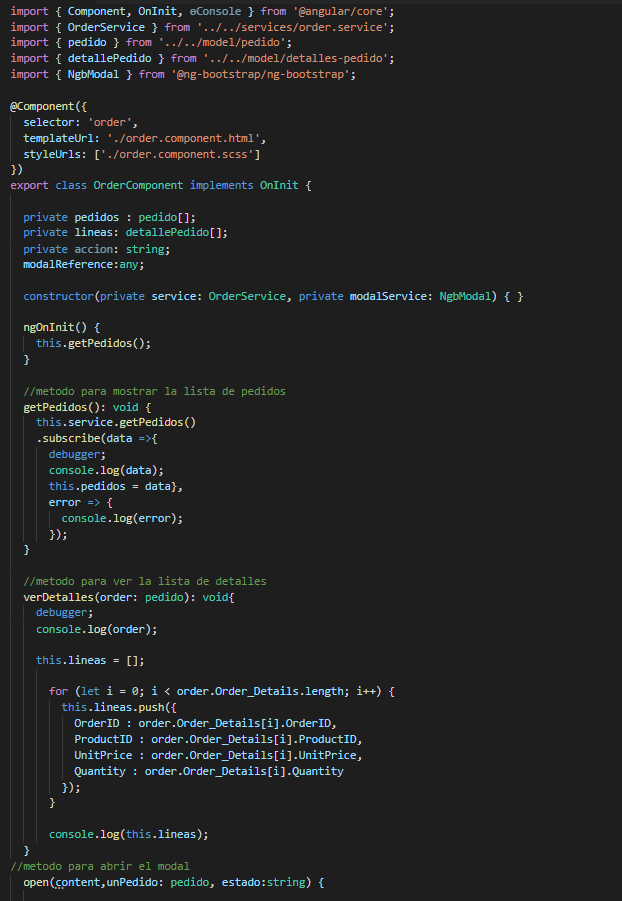 import { Component, OnInit, ɵConsole } from '@angular/core';
import { OrderService } from '../../services/order.service';
import { pedido } from '../../model/pedido';
import { detallePedido } from '../../model/detalles-pedido';
import { NgbModal } from '@ng-bootstrap/ng-bootstrap';

@Component({
  selector: 'order',
  templateUrl: './order.component.html',
  styleUrls: ['./order.component.scss']
})
export class OrderComponent implements OnInit {

  private pedidos : pedido[];
  private lineas: detallePedido[];
  private accion: string;
  modalReference:any;

  constructor(private service: OrderService, private modalService: NgbModal) { }

  ngOnInit() {
    this.getPedidos();
  }

  //metodo para mostrar la lista de pedidos
  getPedidos(): void {
    this.service.getPedidos()
    .subscribe(data =>{
      debugger;
      console.log(data);
      this.pedidos = data},
      error => {
        console.log(error);
      });
  }

  //metodo para ver la lista de detalles
  verDetalles(order: pedido): void{
    debugger;
    console.log(order);

    this.lineas = [];

      for (let i = 0; i < order.Order_Details.length; i++) {
        this.lineas.push({
          OrderID : order.Order_Details[i].OrderID,
          ProductID : order.Order_Details[i].ProductID,
          UnitPrice : order.Order_Details[i].UnitPrice,
          Quantity : order.Order_Details[i].Quantity
        });
      }

      console.log(this.lineas);
  }
//metodo para abrir el modal
  open(content,unPedido: pedido, estado:string) {